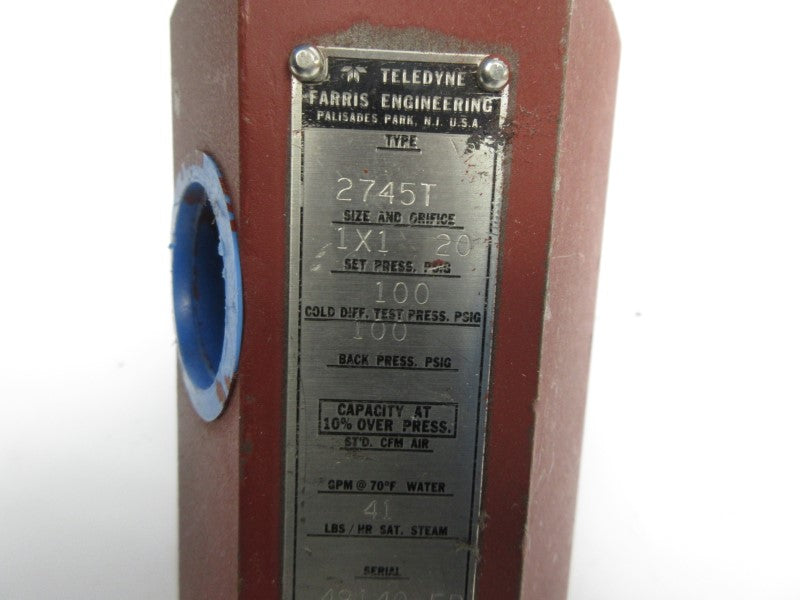 TELEDYNE
FARRIS ENGINEERING
PALISADES PARK, N.J. U.S.A.
TYPE
2745T
SIZE AND ORIFICE
1X1 20
SET PRESS. PSIG
100
COLD DIFF. TEST PRESS. PSIG
100
BACK PRESS. PSIG
CAPACITY AT
10% OVER PRESS.
ST'D. CFM AIR
GPM @ 70°F WATER
41
LBS / HR SAT. STEAM
SERIAL